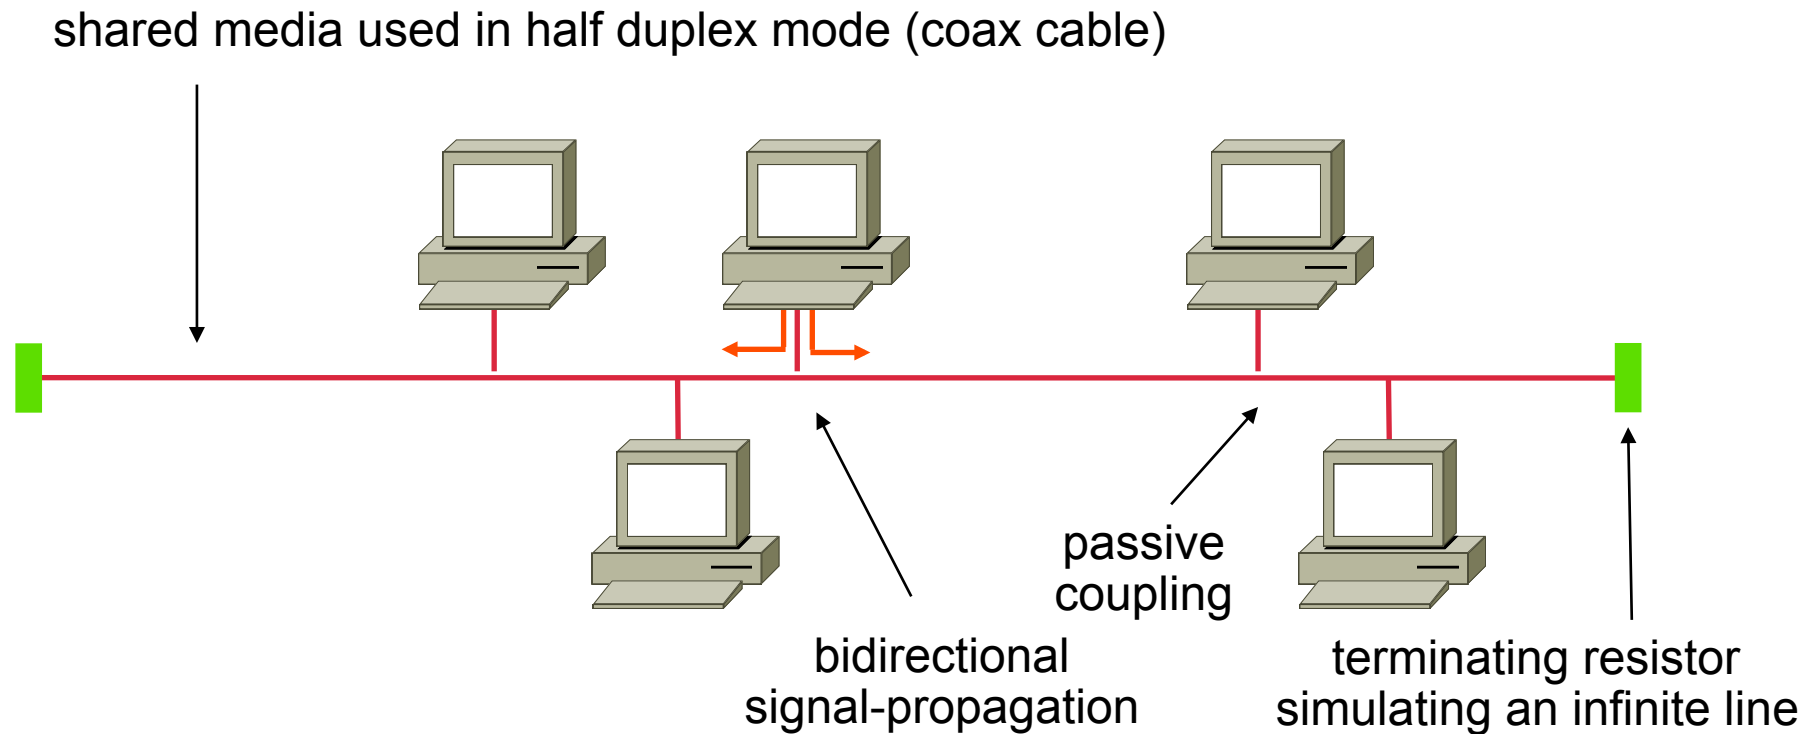 shared media used in half duplex mode (coax cable)
passive
coupling
bidirectional
signal-propagation
terminating resistor
simulating an infinite line